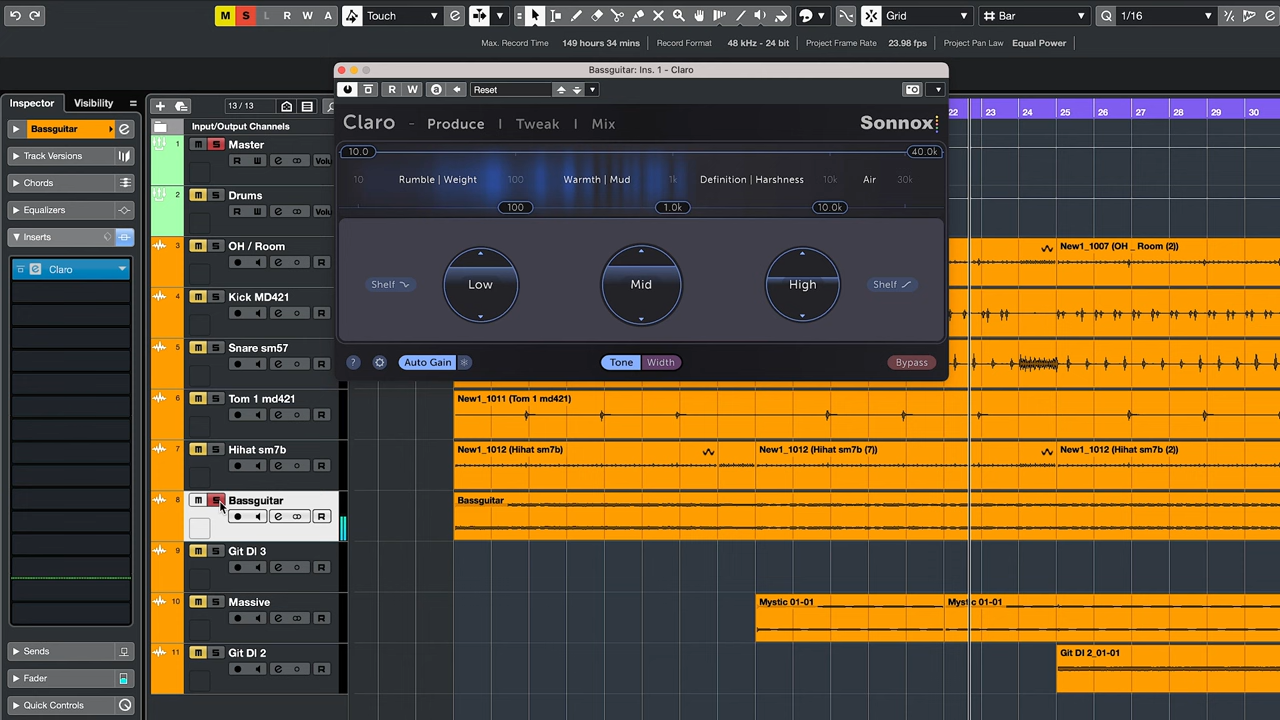 M S L R W A Touch Grid Bar Q 1/16
Max. Record Time 149 hours 34 mins Record Format 48 kHz - 24 bit Project Frame Rate 23.98 fps Project Pan Law Equal Power
Bassguitar: Ins. 1 - Claro
R W Reset
Inspector Visibility
13 / 13
Claro - Produce | Tweak | Mix
Sonnox
22 23 24 25 26 27 28 29 30
Bassguitar
Input/Output Channels
Track Versions
Chords
Equalizers
Inserts
Claro
Sends
Fader
Quick Controls
10.0 40.0k
10 Rumble | Weight 100 Warmth | Mud 1k Definition | Harshness 10k Air 30k
100 1.0k 10.0k
Shelf Low Mid High Shelf
? Auto Gain Tone Width Bypass
1 M S Master
R W Volu
2 M S Drums
R W Volu
3 M S OH / Room
R
New1_1007 (OH _ Room (2))
4 M S Kick MD421
R
5 M S Snare sm57
R
6 M S Tom 1 md421
R
New1_1011 (Tom 1 md421)
7 M S Hihat sm7b
R
New1_1012 (Hihat sm7b) New1_1012 (Hihat sm7b (7)) New1_1012 (Hihat sm7b (2))
8 M S Bassguitar
R
Bassguitar
9 M S Git DI 3
R
10 M S Massive
R
Mystic 01-01 Mystic 01-01
11 M S Git DI 2
R
Git DI 2_01-01